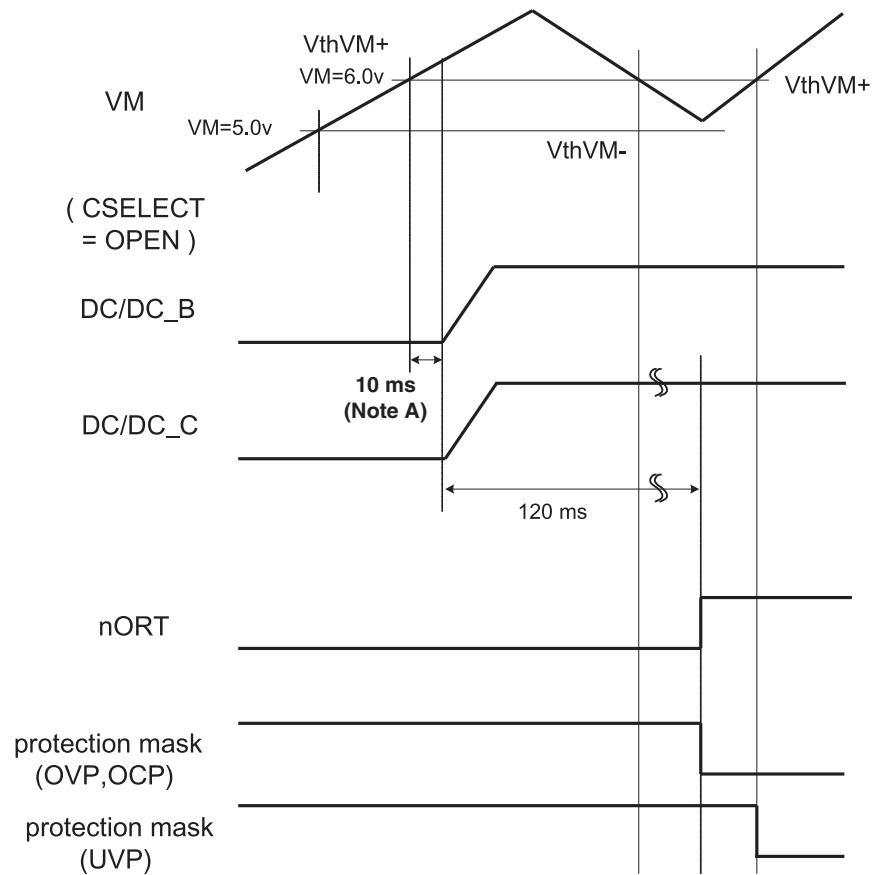 VthVM+
VM=6.0v
VthVM+
VM
VM=5.0v
VthVM-
( CSELECT
= OPEN )
DC/DC_B
10 ms
(Note A)
DC/DC_C
120 ms
nORT
protection mask
(OVP,OCP)
protection mask
(UVP)